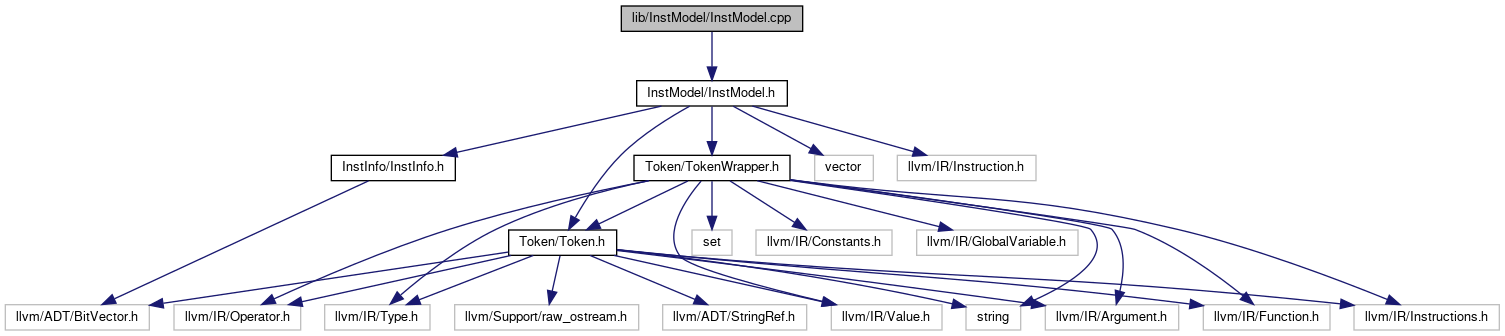 lib/InstModel/InstModel.cpp
InstModel/InstModel.h
InstInfo/InstInfo.h
Token/TokenWrapper.h
vector
llvm/IR/Instruction.h
Token/Token.h
set
llvm/IR/Constants.h
llvm/IR/GlobalVariable.h
llvm/ADT/BitVector.h
llvm/IR/Operator.h
llvm/IR/Type.h
llvm/Support/raw_ostream.h
llvm/ADT/StringRef.h
llvm/IR/Value.h
string
llvm/IR/Argument.h
llvm/IR/Function.h
llvm/IR/Instructions.h